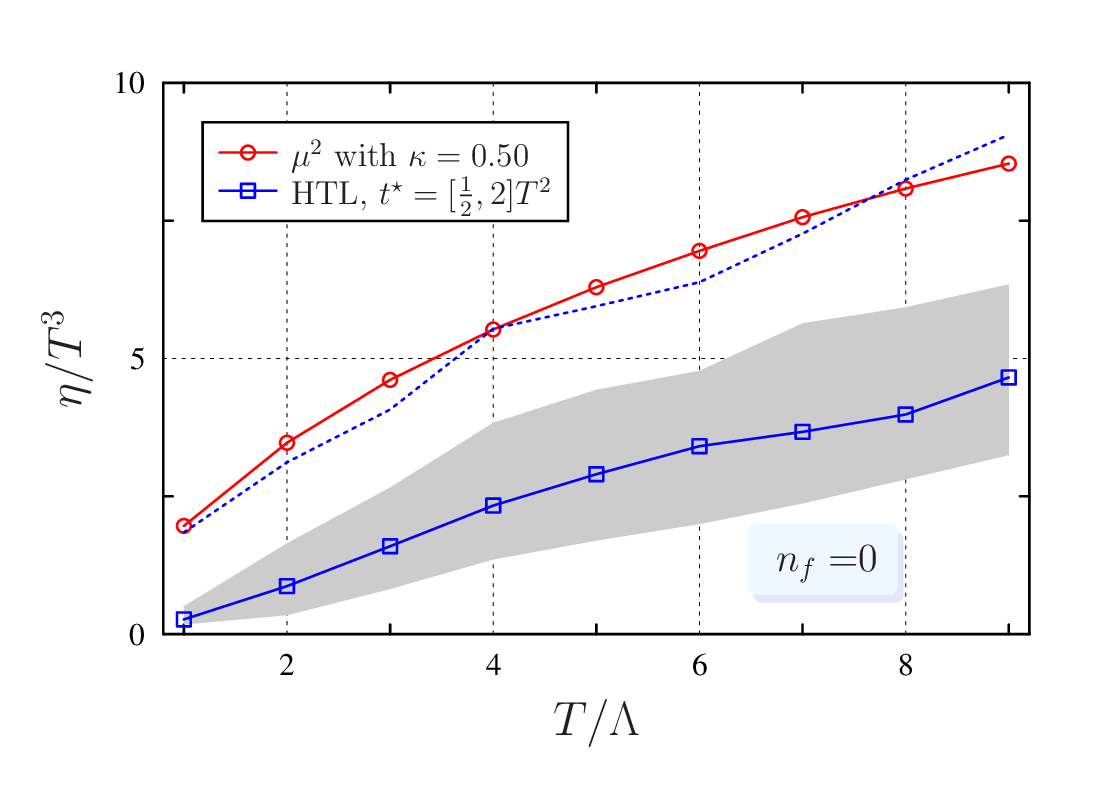 10
μ² with κ = 0.50
HTL, t⋆ = [½, 2]T²
η/T³
5
n_f =0
0
2 4 6 8
T/Λ